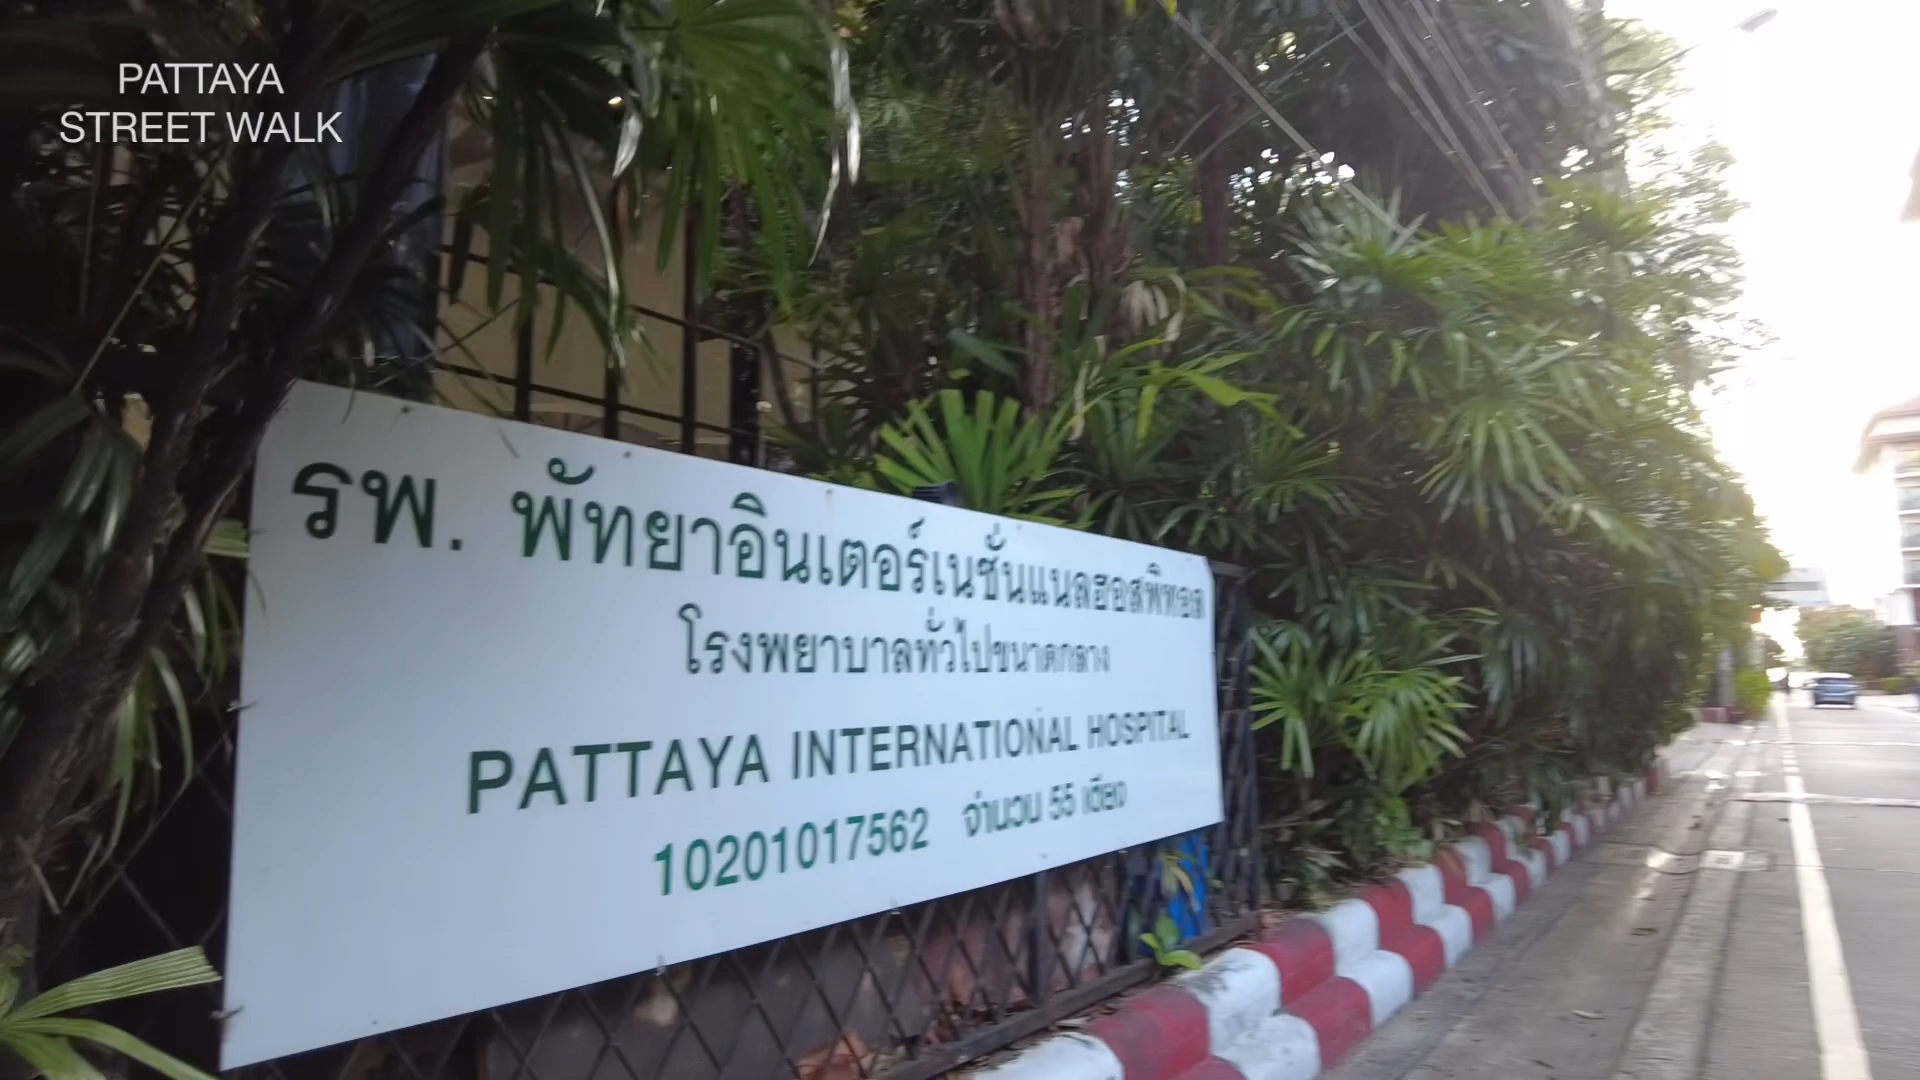 PATTAYA
STREET WALK
รพ. พัทยาอินเตอร์เนชั่นแนลฮอสพิทอล
โรงพยาบาลทั่วไปขนาดกลาง
PATTAYA INTERNATIONAL HOSPITAL
10201017562 จำนวน 55 เตียง